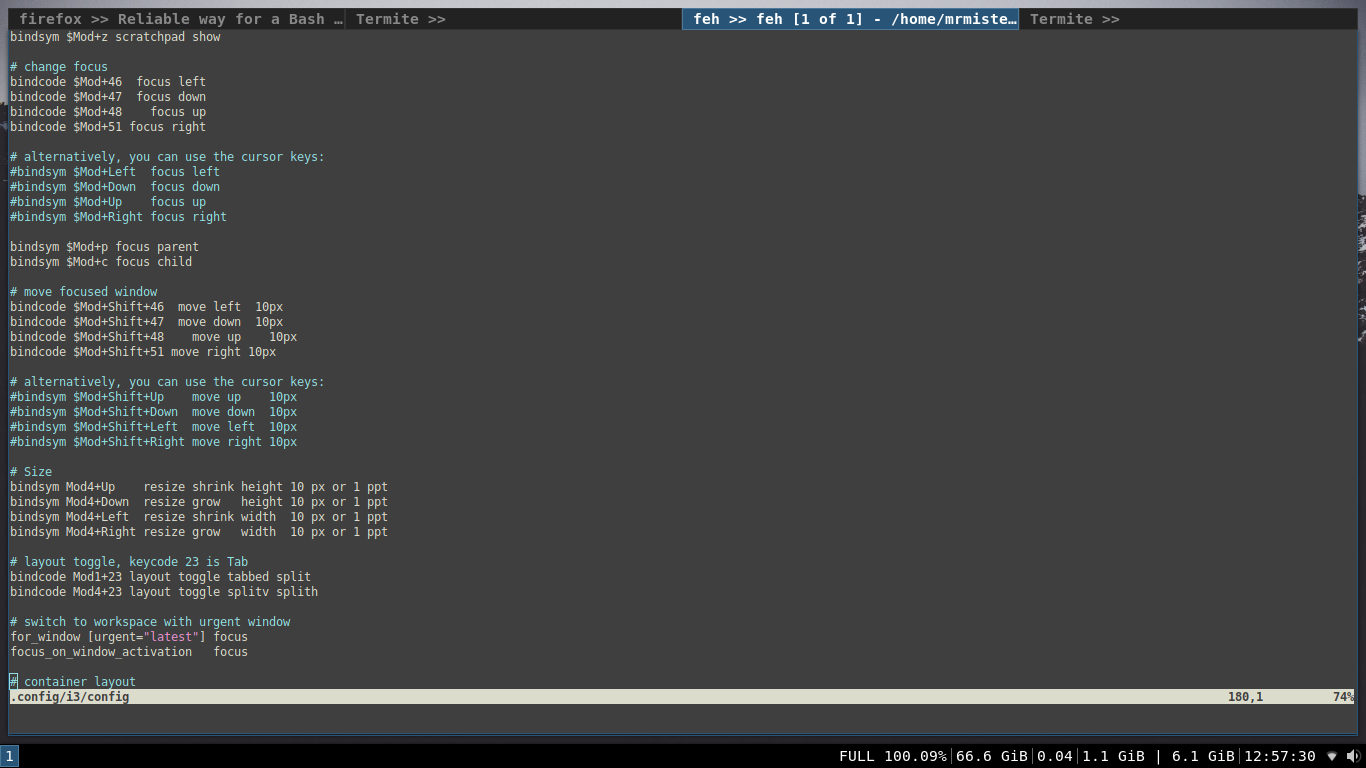 firefox >> Reliable way for a Bash … Termite >> feh >> feh [1 of 1] - /home/mrmiste… Termite >>
bindsym $Mod+z scratchpad show
# change focus
bindcode $Mod+46  focus left
bindcode $Mod+47  focus down
bindcode $Mod+48    focus up
bindcode $Mod+51 focus right
# alternatively, you can use the cursor keys:
#bindsym $Mod+Left  focus left
#bindsym $Mod+Down  focus down
#bindsym $Mod+Up    focus up
#bindsym $Mod+Right focus right
bindsym $Mod+p focus parent
bindsym $Mod+c focus child
# move focused window
bindcode $Mod+Shift+46  move left  10px
bindcode $Mod+Shift+47  move down  10px
bindcode $Mod+Shift+48    move up    10px
bindcode $Mod+Shift+51 move right 10px
# alternatively, you can use the cursor keys:
#bindsym $Mod+Shift+Up    move up    10px
#bindsym $Mod+Shift+Down  move down  10px
#bindsym $Mod+Shift+Left  move left  10px
#bindsym $Mod+Shift+Right move right 10px
# Size
bindsym Mod4+Up    resize shrink height 10 px or 1 ppt
bindsym Mod4+Down  resize grow   height 10 px or 1 ppt
bindsym Mod4+Left  resize shrink width  10 px or 1 ppt
bindsym Mod4+Right resize grow   width  10 px or 1 ppt
# layout toggle, keycode 23 is Tab
bindcode Mod1+23 layout toggle tabbed split
bindcode Mod4+23 layout toggle splitv splith
# switch to workspace with urgent window
for_window [urgent="latest"] focus
focus_on_window_activation   focus
# container layout
.config/i3/config 180,1 74%
1 FULL 100.09%|66.6 GiB|0.04|1.1 GiB | 6.1 GiB|12:57:30